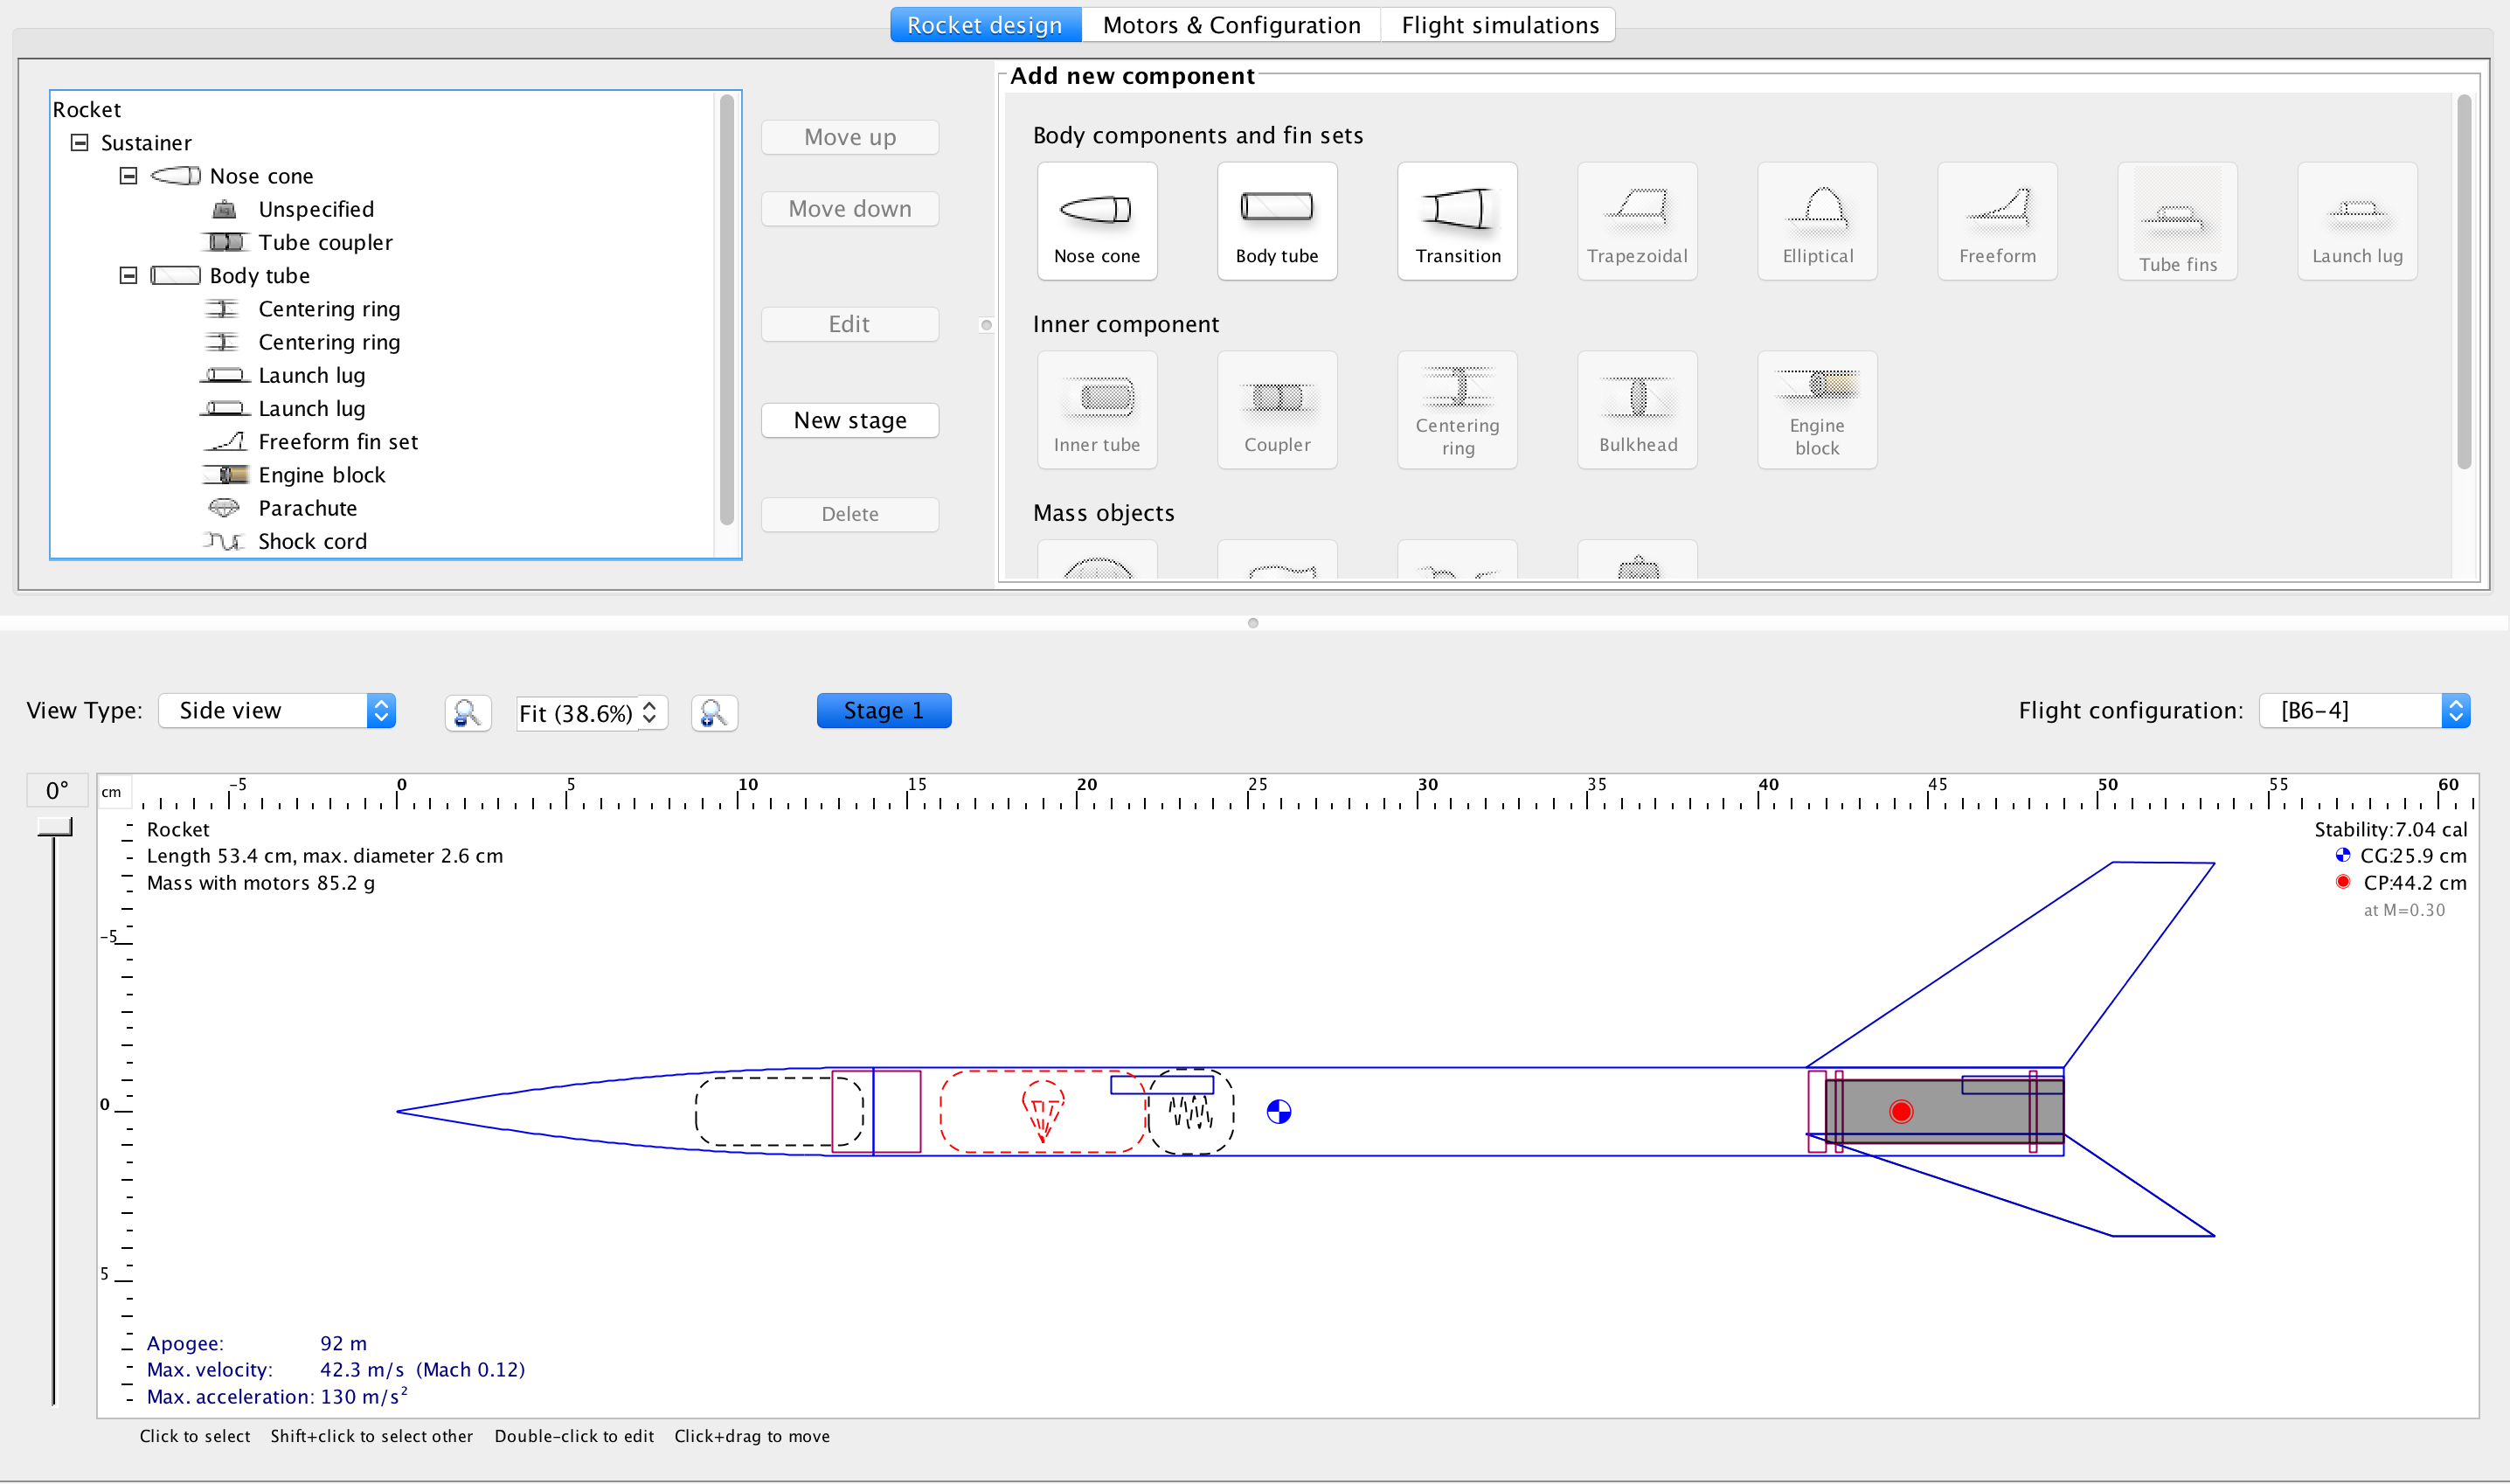 Rocket design Motors & Configuration Flight simulations
Rocket
Sustainer
Nose cone
Unspecified
Tube coupler
Body tube
Centering ring
Centering ring
Launch lug
Launch lug
Freeform fin set
Engine block
Parachute
Shock cord
Move up
Move down
Edit
New stage
Delete
Add new component
Body components and fin sets
Nose cone Body tube Transition Trapezoidal Elliptical Freeform Tube fins Launch lug
Inner component
Inner tube Coupler Centering ring Bulkhead Engine block
Mass objects
View Type: Side view Fit (38.6%) Stage 1 Flight configuration: [B6-4]
0° cm -5 0 5 10 15 20 25 30 35 40 45 50 55 60
Rocket
Length 53.4 cm, max. diameter 2.6 cm
Mass with motors 85.2 g
Stability:7.04 cal
CG:25.9 cm
CP:44.2 cm
at M=0.30
-5
0
5
Apogee: 92 m
Max. velocity: 42.3 m/s (Mach 0.12)
Max. acceleration: 130 m/s²
Click to select Shift+click to select other Double-click to edit Click+drag to move